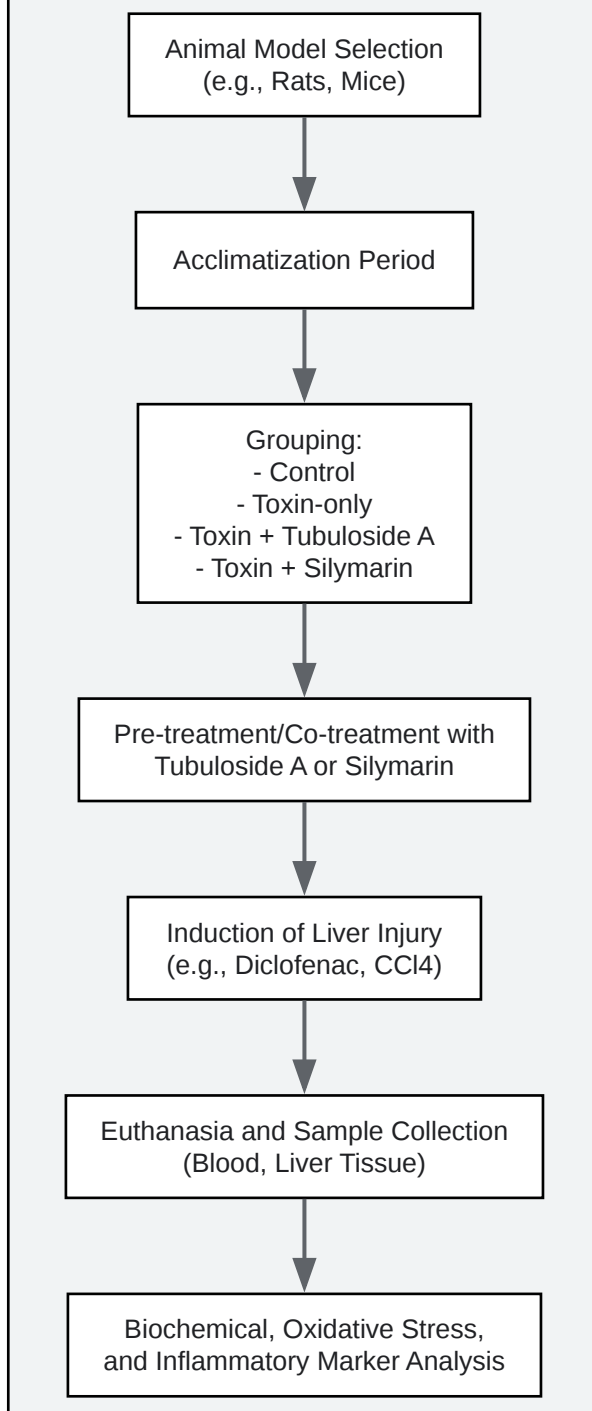 Animal Model Selection
(e.g., Rats, Mice)
Acclimatization Period
Grouping:
- Control
- Toxin-only
- Toxin + Tubuloside A
- Toxin + Silymarin
Pre-treatment/Co-treatment with
Tubuloside A or Silymarin
Induction of Liver Injury
(e.g., Diclofenac, CCl4)
Euthanasia and Sample Collection
(Blood, Liver Tissue)
Biochemical, Oxidative Stress,
and Inflammatory Marker Analysis